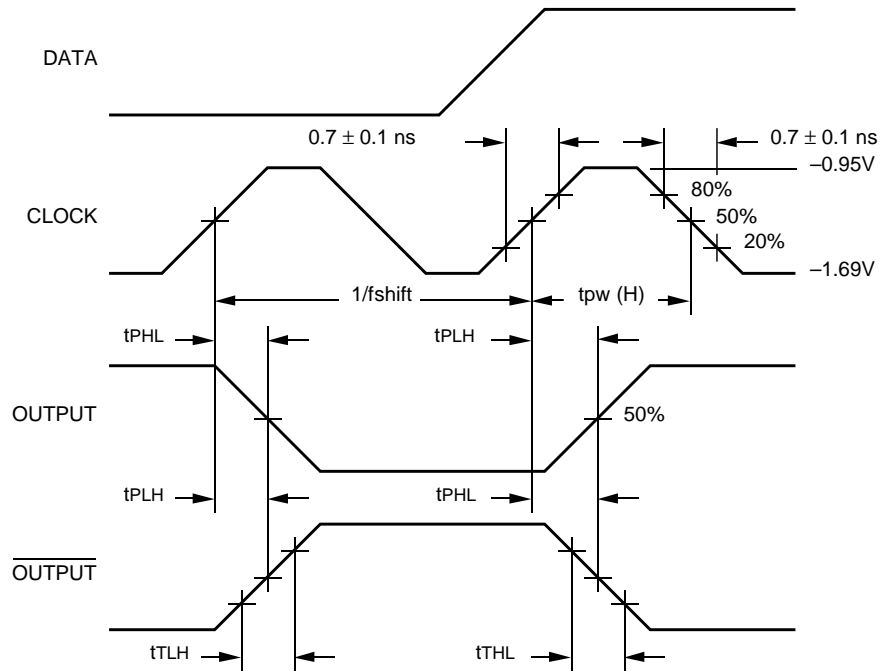 DATA
0.7 ± 0.1 ns
0.7 ± 0.1 ns
–0.95V
80%
CLOCK
50%
20%
–1.69V
1/fshift
tpw (H)
tPHL
tPLH
OUTPUT
50%
tPLH
tPHL
OUTPUT
tTLH
tTHL